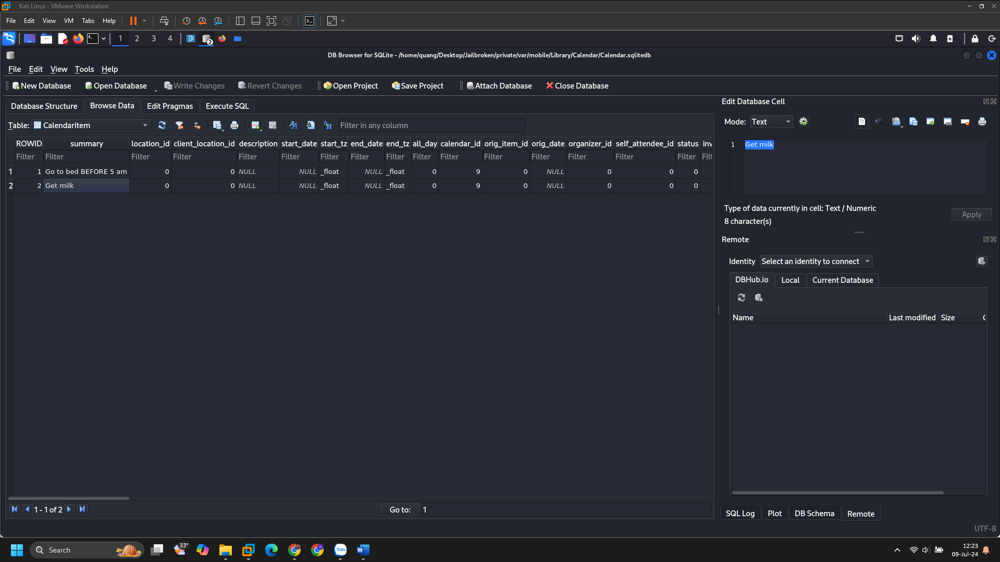 Kali Linux - VMware Workstation
File Edit View VM Tabs Help
1 2 3 4 2
DB Browser for SQLite - /home/quang/Desktop/Jailbroken/private/var/mobile/Library/Calendar/Calendar.sqlitedb
File Edit View Tools Help
New Database Open Database Write Changes Revert Changes Open Project Save Project Attach Database Close Database
Database Structure Browse Data Edit Pragmas Execute SQL
Table: CalendarItem Filter in any column
ROWID summary location_id client_location_id description start_date start_tz end_date end_tz all_day calendar_id orig_item_id orig_date organizer_id self_attendee_id status inv
Filter Filter Filter Filter Filter Filter Filter Filter Filter Filter Filter Filter Filter Filter Filter Filter Filt
1 1 Go to bed BEFORE 5 am 0 0 NULL NULL _float NULL _float 0 9 0 NULL 0 0 0
2 2 Get milk 0 0 NULL NULL _float NULL _float 0 9 0 NULL 0 0 0
1 - 1 of 2 Go to: 1
Edit Database Cell
Mode: Text
1 Get milk
Type of data currently in cell: Text / Numeric
8 character(s)
Apply
Remote
Identity Select an identity to connect
DBHub.io Local Current Database
Name Last modified Size C
SQL Log Plot DB Schema Remote
UTF-8
Search 33° Zalo 12:23
09-Jul-24